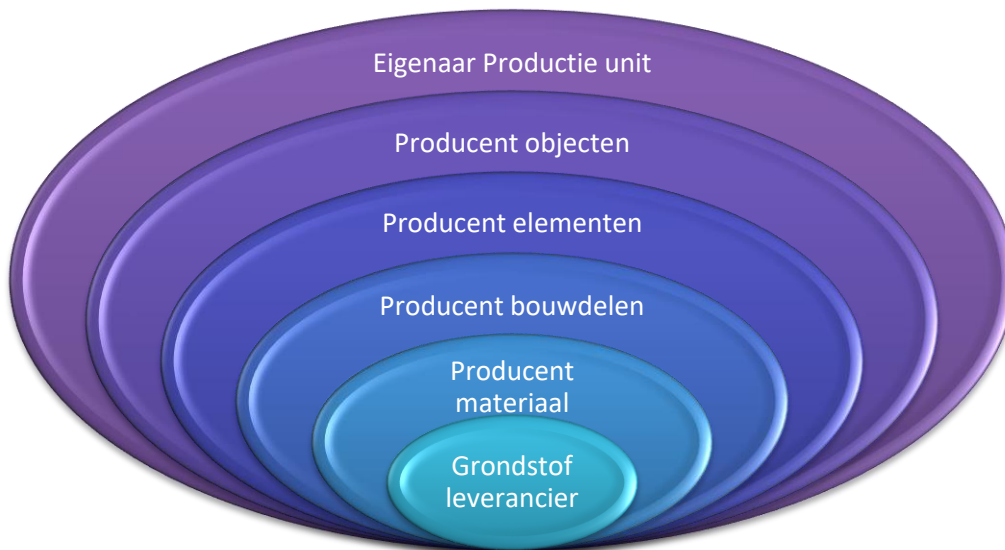 Eigenaar Productie unit
Producent objecten
Producent elementen
Producent bouwdelen
Producent
materiaal
Grondstof
leverancier